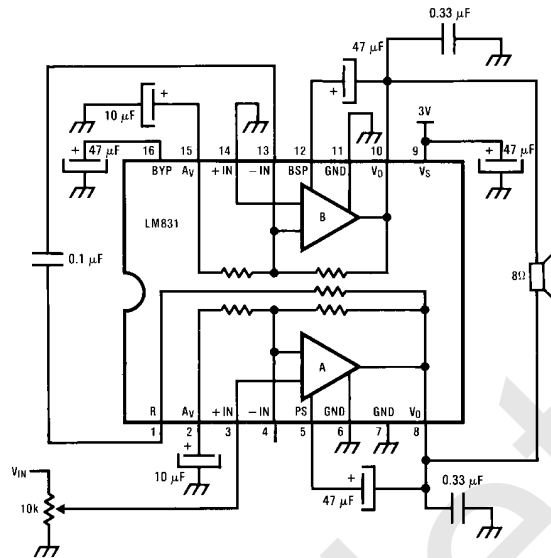 0.33 µF
47 µF
+
+
10 µF
47 µF
+
3V
47 µF
+
16 15 14 13 12 11 10 9
BYP AV +IN −IN BSP GND VO VS
LM831
B
0.1 µF
8Ω
A
R AV +IN −IN PS GND GND VO
1 2 3 4 5 6 7 8
+
10 µF
+
47 µF
0.33 µF
VIN
10k